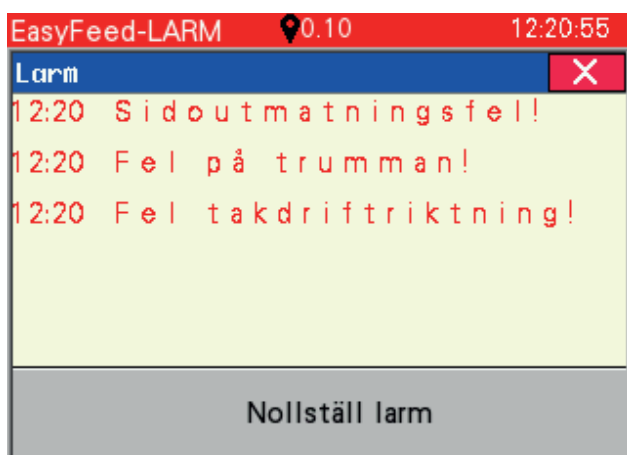 EasyFeed-LARM 0.10 12:20:55
Larm
12:20 Sidoutmatningsfel!
12:20 Fel på trumman!
12:20 Fel takdriftriktning!
Nollställ larm